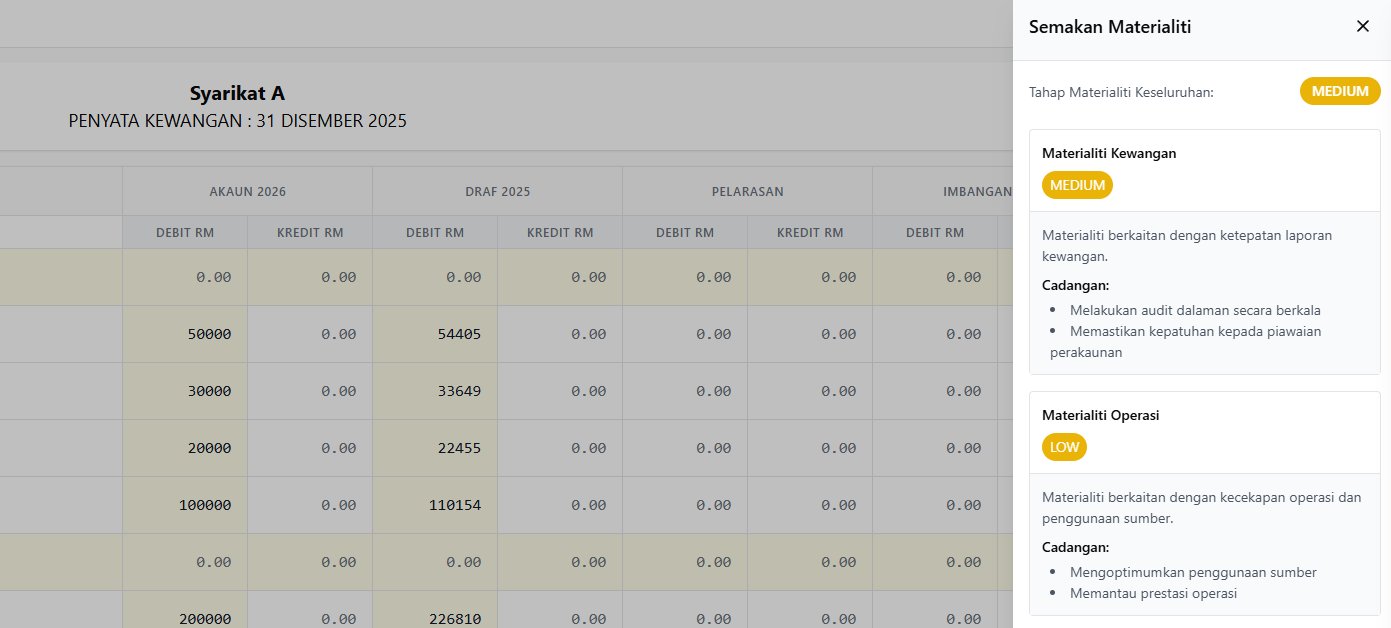 Semakan Materialiti
Tahap Materialiti Keseluruhan: MEDIUM
Syarikat A
PENYATA KEWANGAN : 31 DISEMBER 2025
AKAUN 2026 DRAF 2025 PELARASAN IMBANGAN
DEBIT RM KREDIT RM DEBIT RM KREDIT RM DEBIT RM KREDIT RM DEBIT RM
0.00 0.00 0.00 0.00 0.00 0.00 0.00
50000 0.00 54405 0.00 0.00 0.00 0.00
30000 0.00 33649 0.00 0.00 0.00 0.00
20000 0.00 22455 0.00 0.00 0.00 0.00
100000 0.00 110154 0.00 0.00 0.00 0.00
0.00 0.00 0.00 0.00 0.00 0.00 0.00
200000 0.00 226810 0.00 0.00 0.00 0.00
Materialiti Kewangan
MEDIUM
Materialiti berkaitan dengan ketepatan laporan
kewangan.
Cadangan:
• Melakukan audit dalaman secara berkala
• Memastikan kepatuhan kepada piawaian
perakaunan
Materialiti Operasi
LOW
Materialiti berkaitan dengan kecekapan operasi dan
penggunaan sumber.
Cadangan:
• Mengoptimumkan penggunaan sumber
• Memantau prestasi operasi